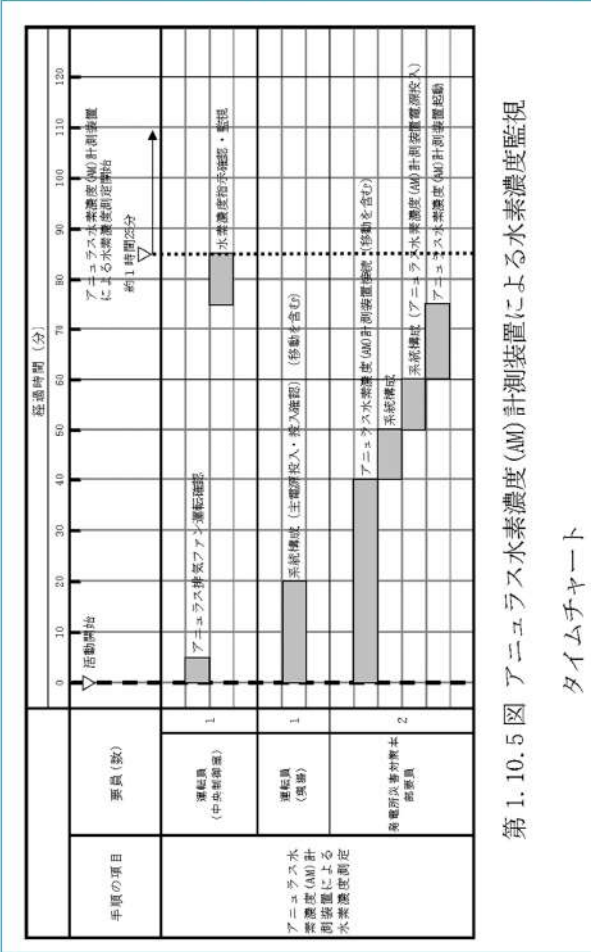 経過時間(分)
0 10 20 30 40 50 60 70 80 90 100 110 120
手順の項目
要員(数)
活動開始
アニュラス水素濃度(AM)計測装置
による水素濃度測定開始
約1時間25分
アニュラス水
素濃度(AM)計
測装置による
水素濃度測定
運転員
(中央制御室)
1
アニュラス排気ファン運転確認
水素濃度指示確認・監視
運転員
(現場)
1
系統構成(主電源投入・投入確認)(移動を含む)
発電所災害対策本
部要員
2
アニュラス水素濃度(AM)計測装置接続(移動を含む)
系統構成
系統構成(アニュラス水素濃度(AM)計測装置電源投入)
アニュラス水素濃度(AM)計測装置起動
第1.10.5図 アニュラス水素濃度(AM)計測装置による水素濃度監視
タイムチャート